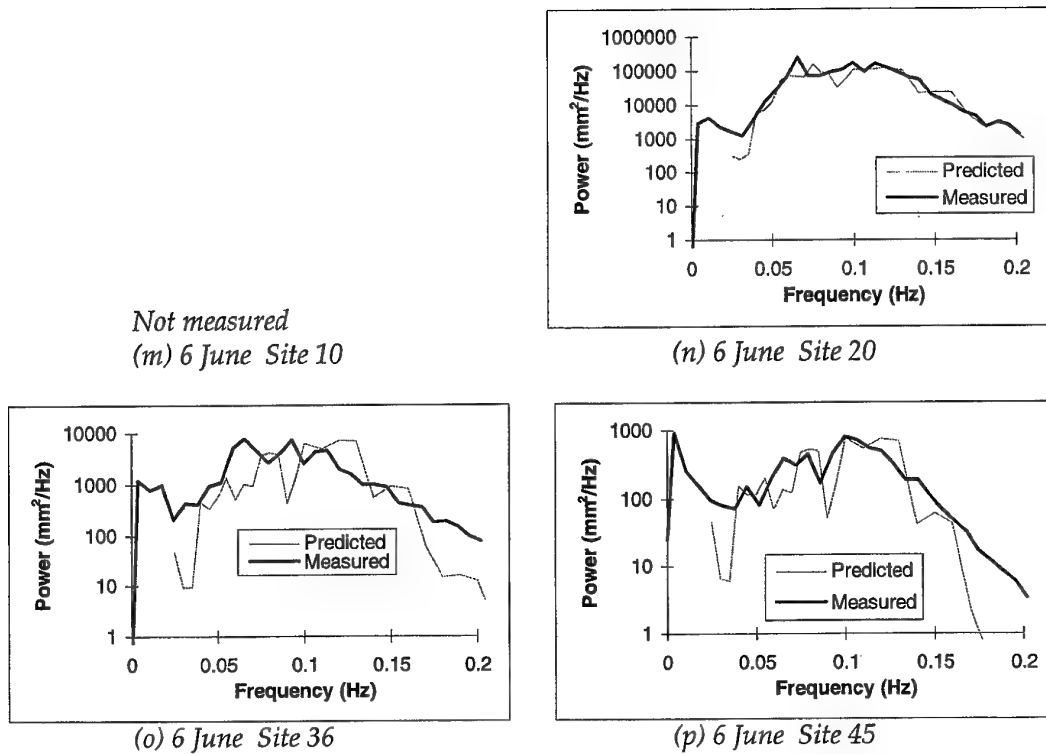 1000000
100000
10000
1000
100
10
1
Power (mm²/Hz)
Predicted
Measured
0 0.05 0.1 0.15 0.2
Frequency (Hz)
Not measured
(m) 6 June Site 10
(n) 6 June Site 20
10000
1000
100
10
1
Power (mm²/Hz)
Predicted
Measured
0 0.05 0.1 0.15 0.2
Frequency (Hz)
(o) 6 June Site 36
1000
100
10
1
Power (mm²/Hz)
Predicted
Measured
0 0.05 0.1 0.15 0.2
Frequency (Hz)
(p) 6 June Site 45